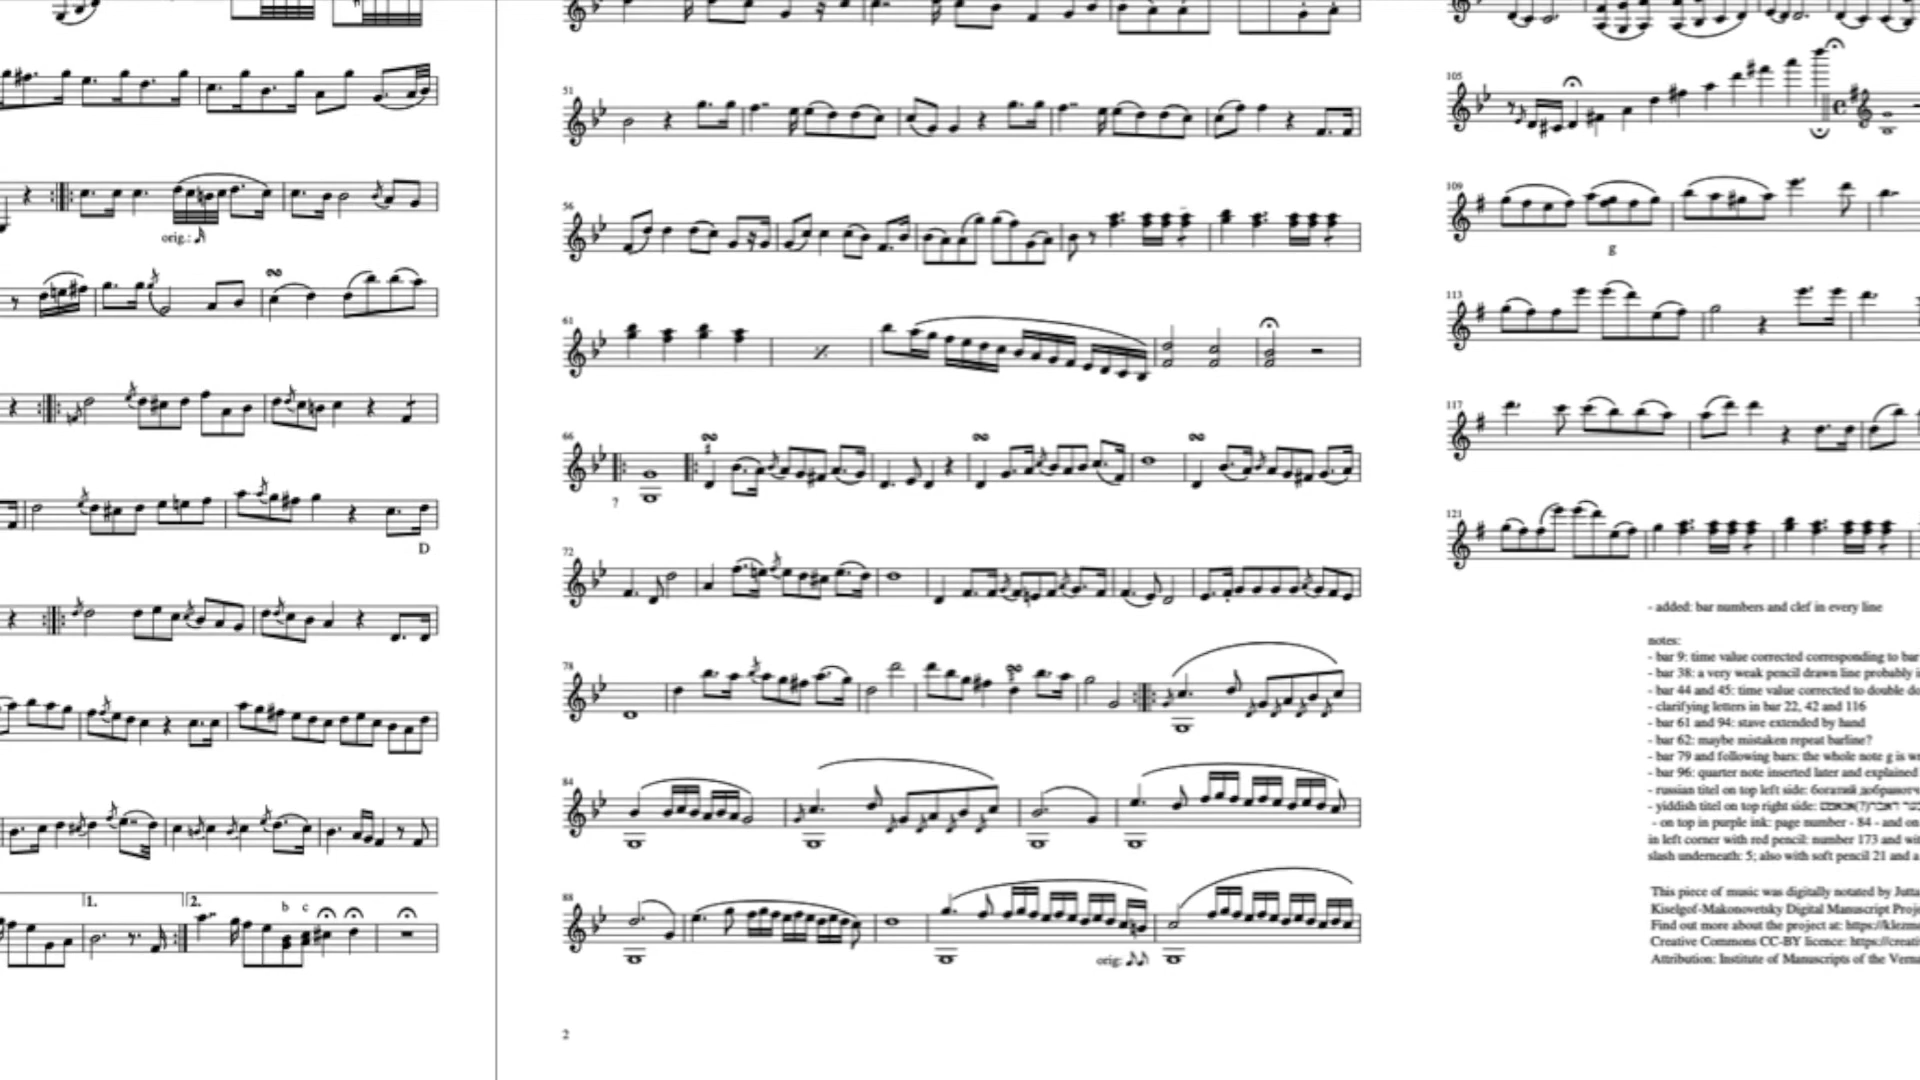 orig.:
D
1.
2.
b
c
51
56
61
66
?
72
78
84
88
orig:
2
105
109
g
113
117
121
- added: bar numbers and clef in every line
notes:
- bar 9: time value corrected corresponding to bar
- bar 38: a very weak pencil drawn line probably i
- bar 44 and 45: time value corrected to double do
- clarifying letters in bar 22, 42 and 116
- bar 61 and 94: stave extended by hand
- bar 62: maybe mistaken repeat barline?
- bar 79 and following bars: the whole note g is w
- bar 96: quarter note inserted later and explained
- russian titel on top left side: богатий
- yiddish titel on top right side:
- on top in purple ink: page number - 84 - and on
in left corner with red pencil: number 173 and wit
slash underneath: 5; also with soft pencil 21 and a
This piece of music was digitally notated by Jutta
Kiselgof-Makonovetsky Digital Manuscript Proj
Find out more about the project at: https://klezm
Creative Commons CC-BY licence: https://creati
Attribution: Institute of Manuscripts of the Verna